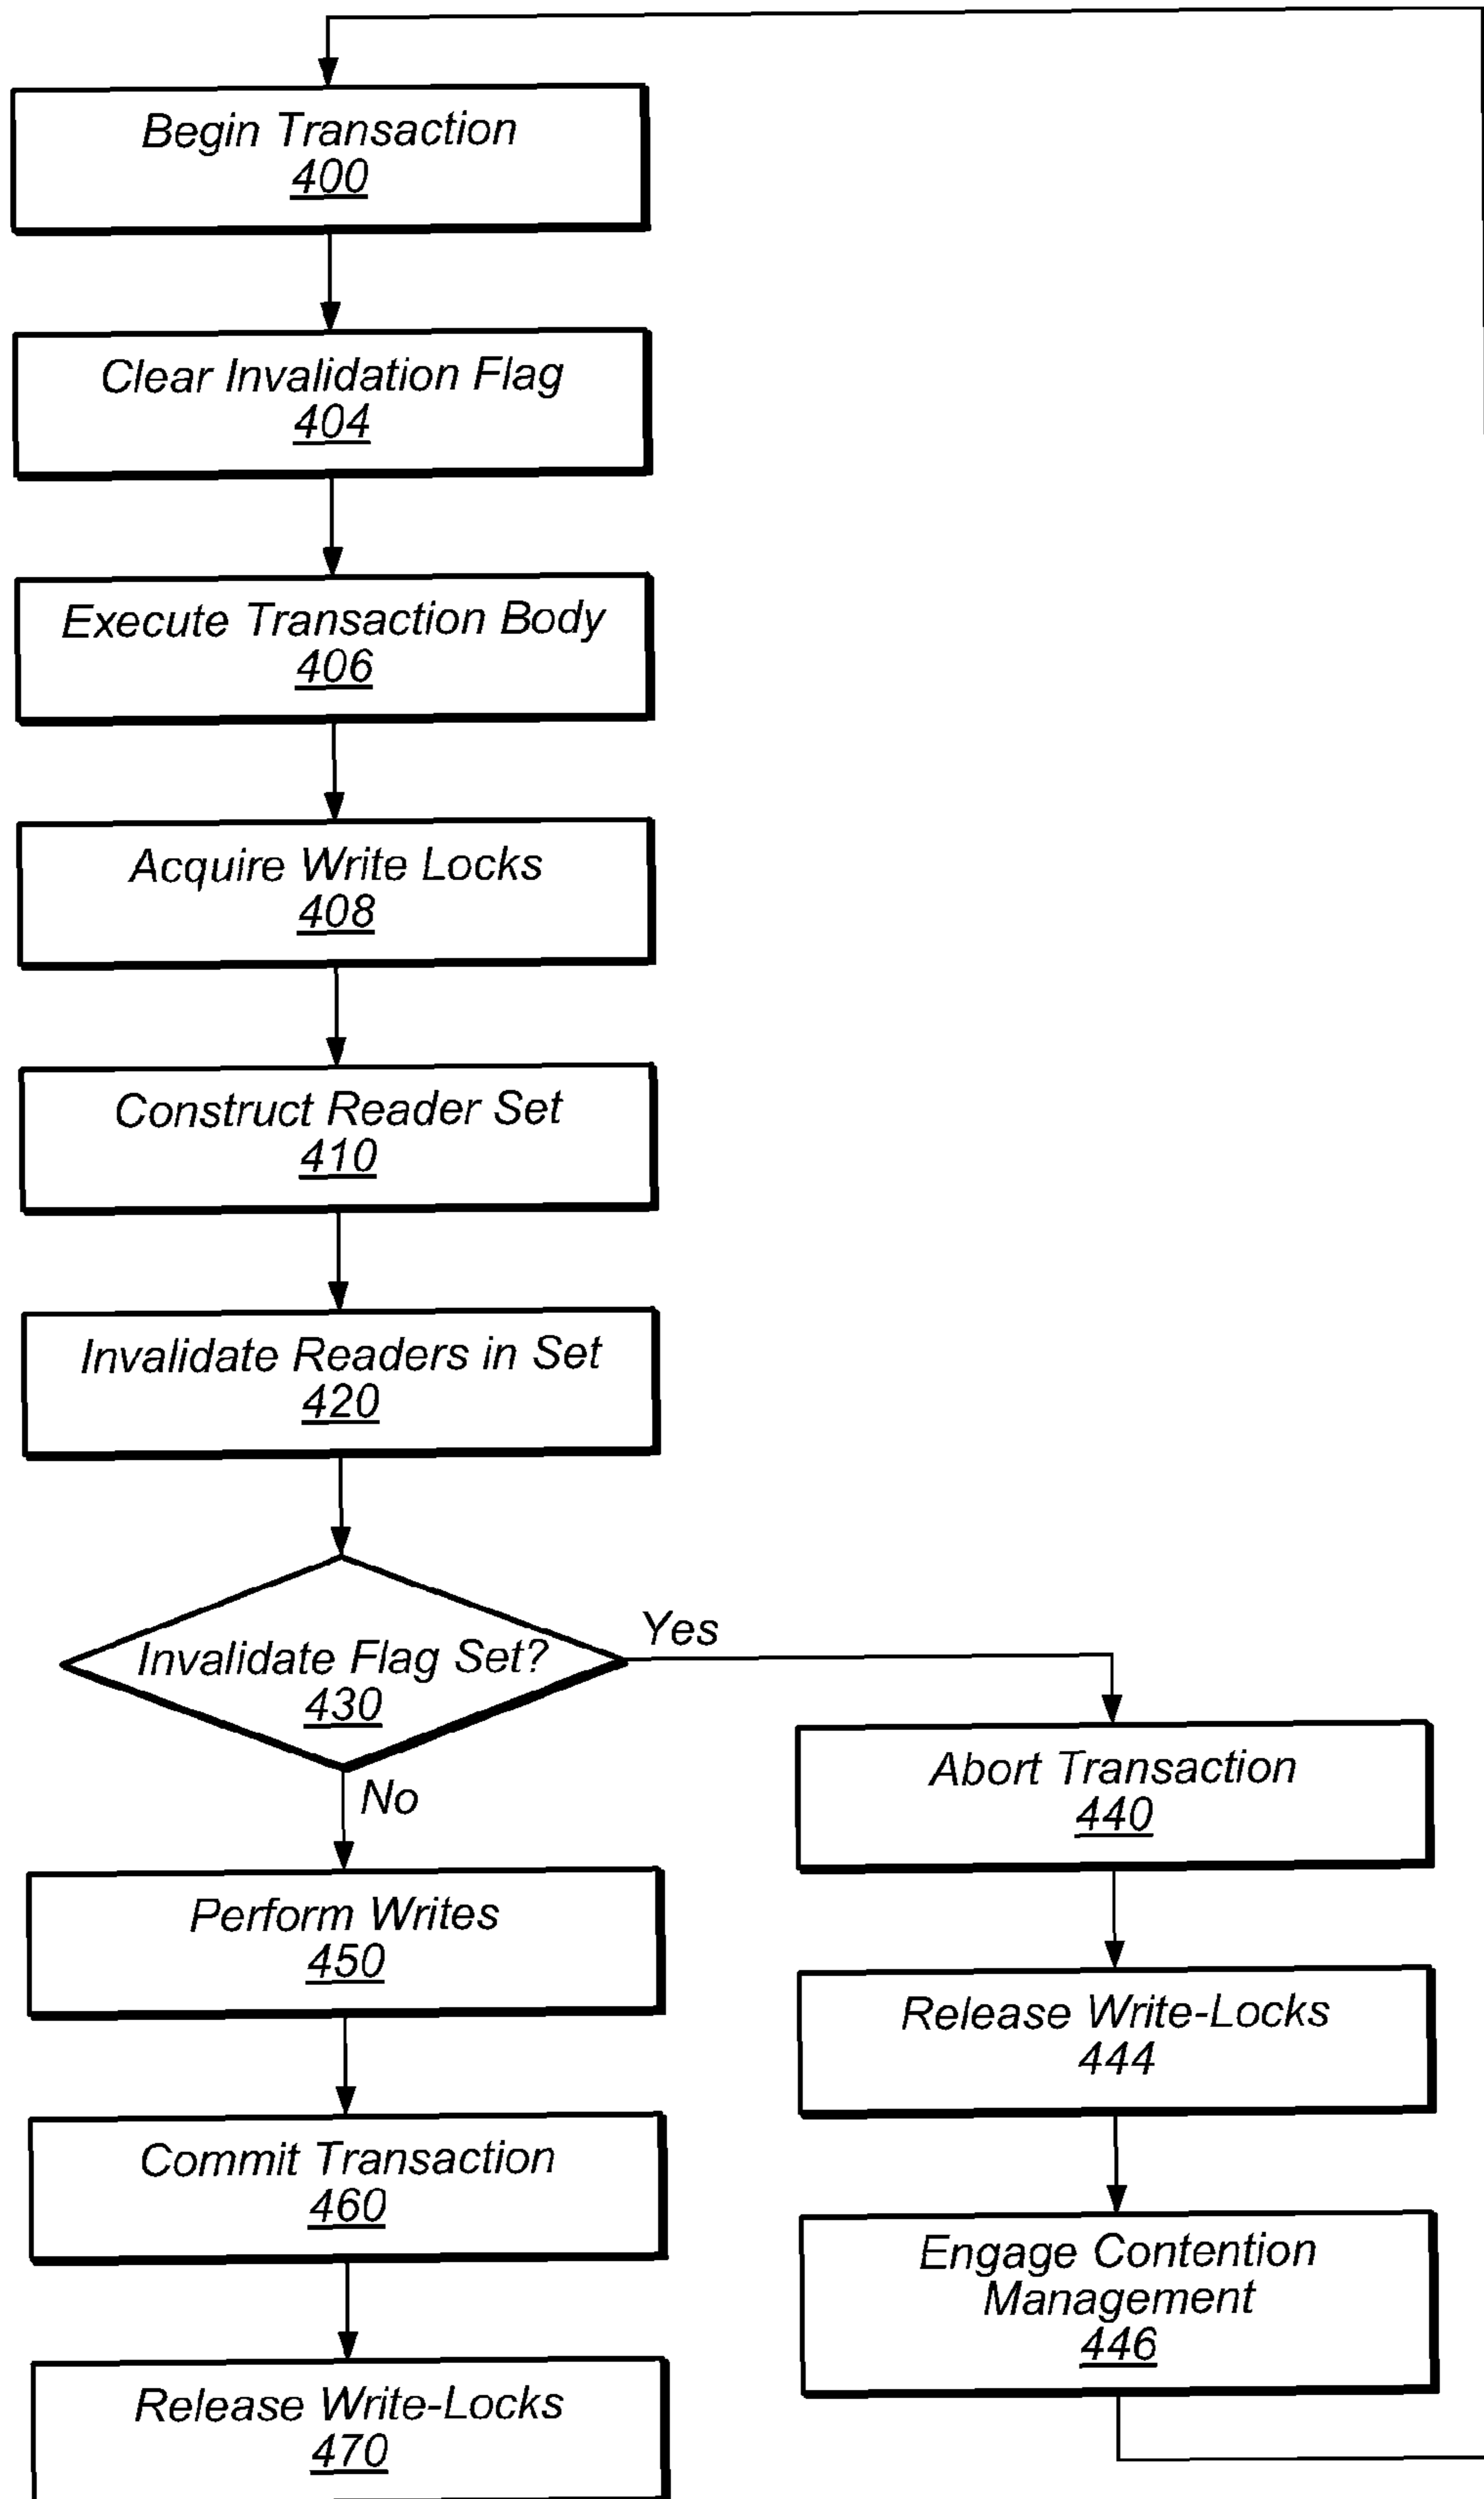 Begin Transaction
400
Clear Invalidation Flag
404
Execute Transaction Body
406
Acquire Write Locks
408
Construct Reader Set
410
Invalidate Readers in Set
420
Invalidate Flag Set?
430
Yes
No
Abort Transaction
440
Perform Writes
450
Release Write-Locks
444
Commit Transaction
460
Engage Contention
Management
446
Release Write-Locks
470